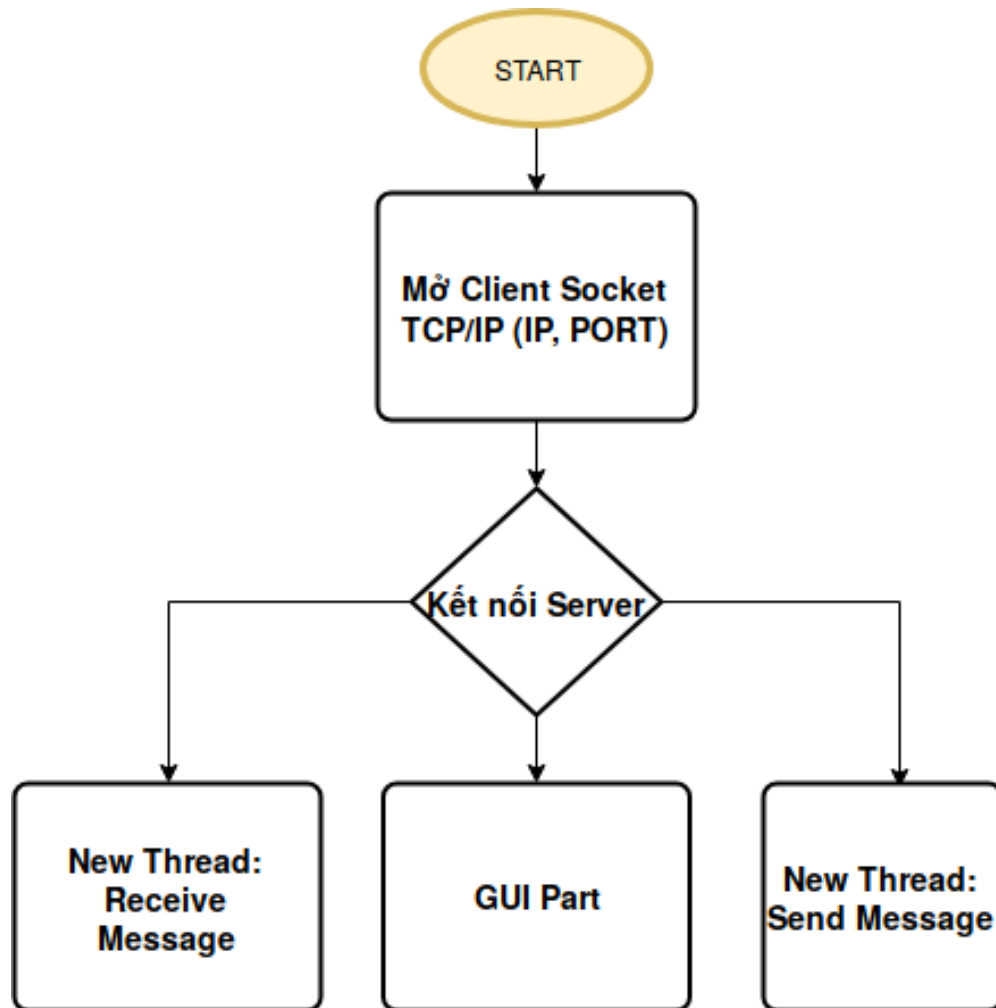 START
Mở Client Socket
TCP/IP (IP, PORT)
Kết nối Server
New Thread:
Receive
Message
GUI Part
New Thread:
Send Message